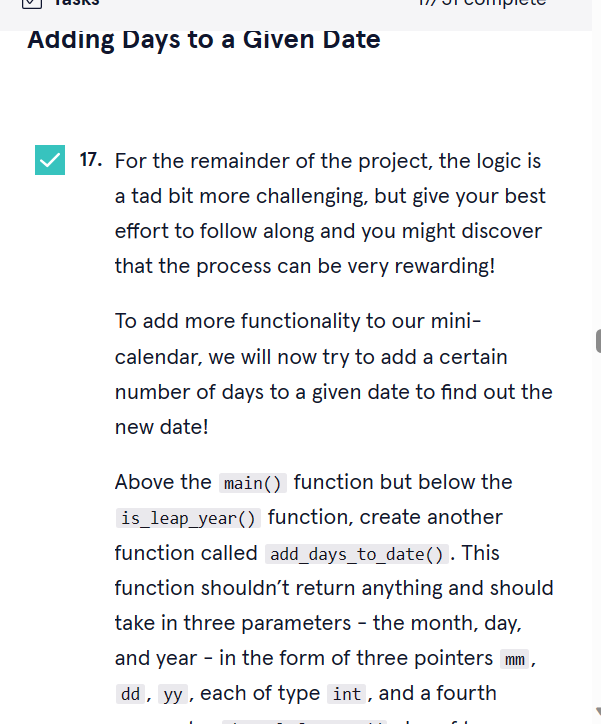 Tasks 17/31 complete
Adding Days to a Given Date
17. For the remainder of the project, the logic is
a tad bit more challenging, but give your best
effort to follow along and you might discover
that the process can be very rewarding!
To add more functionality to our mini-
calendar, we will now try to add a certain
number of days to a given date to find out the
new date!
Above the main() function but below the
is_leap_year() function, create another
function called add_days_to_date(). This
function shouldn’t return anything and should
take in three parameters - the month, day,
and year - in the form of three pointers mm,
dd, yy, each of type int, and a fourth